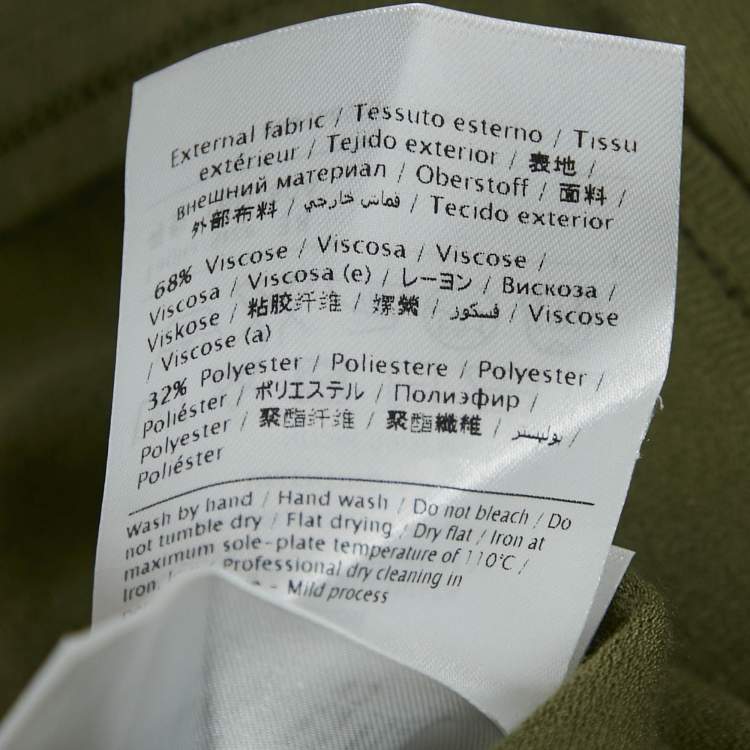 External fabric / Tessuto esterno / Tissu
extérieur / Tejido exterior / 表地 /
внешний материал / Oberstoff / 面料 /
外部布料 / قماش خارجي / Tecido exterior
68% Viscose / Viscosa / Viscose /
Viscosa / Viscosa (e) / レーヨン / Вискоза /
Viskose / 粘胶纤维 / 嫘縈 / فسكوز / Viscose
/ Viscose (a)
32% Polyester / Poliestere / Polyester /
Poliéster / ポリエステル / Полиэфир /
Polyester / 聚酯纤维 / 聚酯纖維 / بوليستر /
Poliéster
Wash by hand / Hand wash / Do not bleach / Do
not tumble dry / Flat drying / Dry flat / Iron at
maximum sole-plate temperature of 110℃ /
Iron, / Professional dry cleaning in
- Mild process